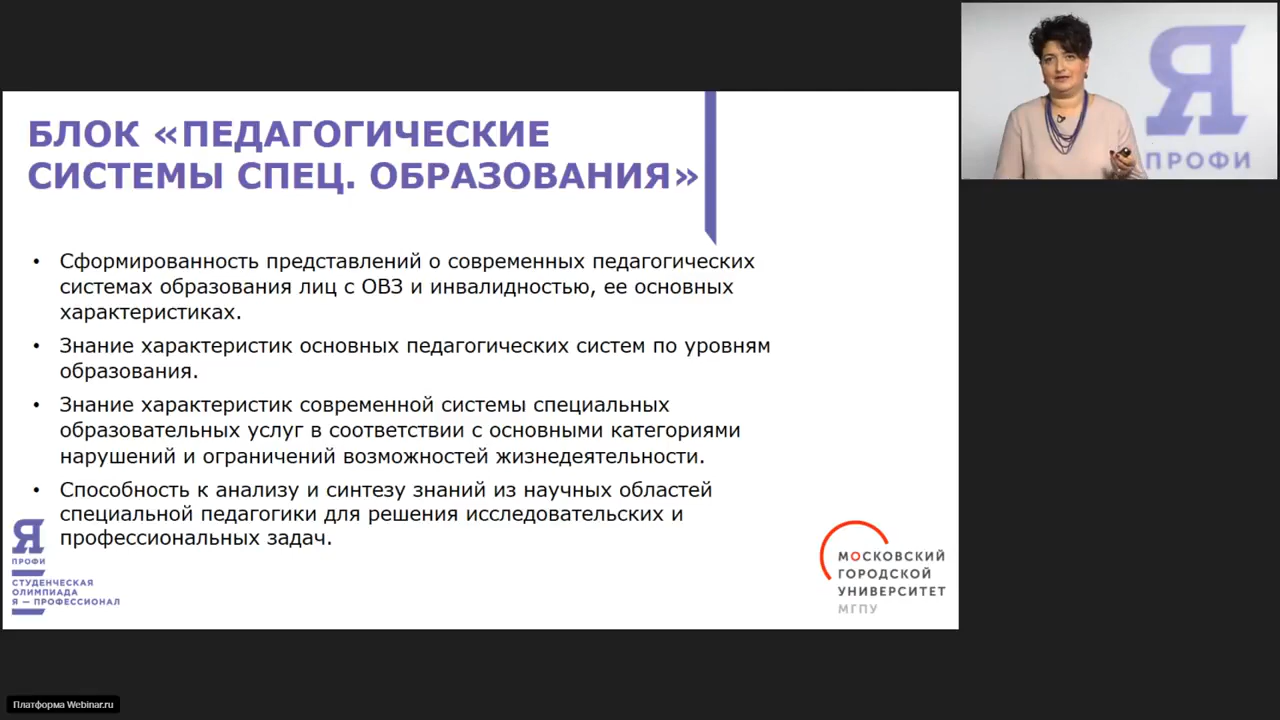 БЛОК «ПЕДАГОГИЧЕСКИЕ
СИСТЕМЫ СПЕЦ. ОБРАЗОВАНИЯ»
• Сформированность представлений о современных педагогических
системах образования лиц с ОВЗ и инвалидностью, ее основных
характеристиках.
• Знание характеристик основных педагогических систем по уровням
образования.
• Знание характеристик современной системы специальных
образовательных услуг в соответствии с основными категориями
нарушений и ограничений возможностей жизнедеятельности.
• Способность к анализу и синтезу знаний из научных областей
специальной педагогики для решения исследовательских и
профессиональных задач.
Я
ПРОФИ
СТУДЕНЧЕСКАЯ
ОЛИМПИАДА
Я — ПРОФЕССИОНАЛ
МОСКОВСКИЙ
ГОРОДСКОЙ
УНИВЕРСИТЕТ
МГПУ
Я
ПРОФИ
Платформа Webinar.ru